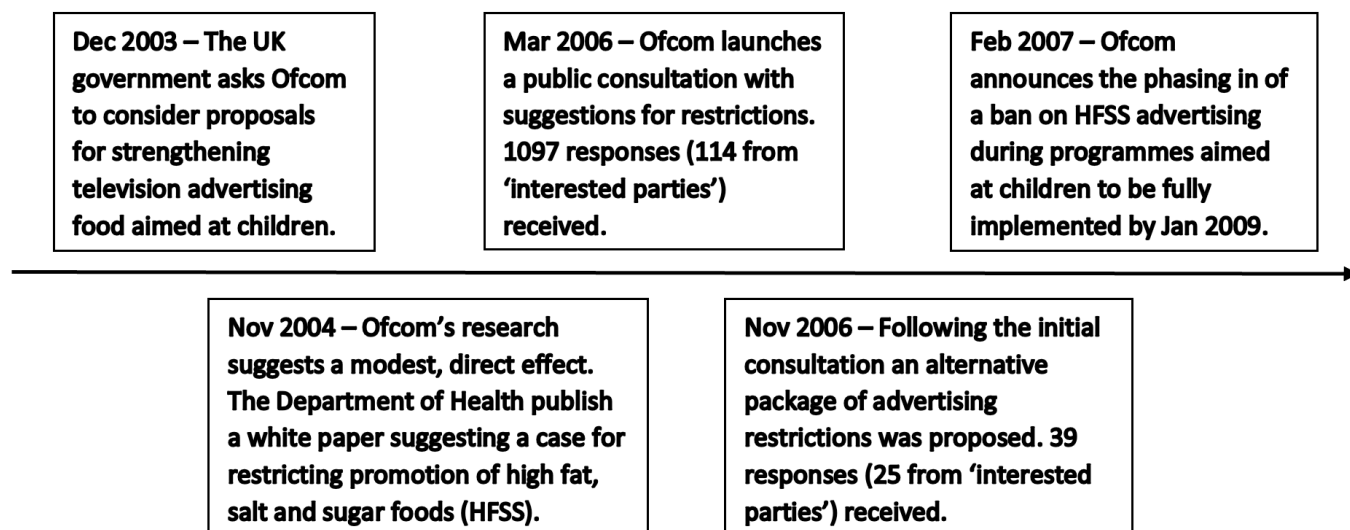 Dec 2003 – The UK
government asks Ofcom
to consider proposals
for strengthening
television advertising
food aimed at children.
Nov 2004 – Ofcom’s research
suggests a modest, direct effect.
The Department of Health publish
a white paper suggesting a case for
restricting promotion of high fat,
salt and sugar foods (HFSS).
Mar 2006 – Ofcom launches
a public consultation with
suggestions for restrictions.
1097 responses (114 from
‘interested parties’)
received.
Nov 2006 – Following the initial
consultation an alternative
package of advertising
restrictions was proposed. 39
responses (25 from ‘interested
parties’) received.
Feb 2007 – Ofcom
announces the phasing in of
a ban on HFSS advertising
during programmes aimed
at children to be fully
implemented by Jan 2009.